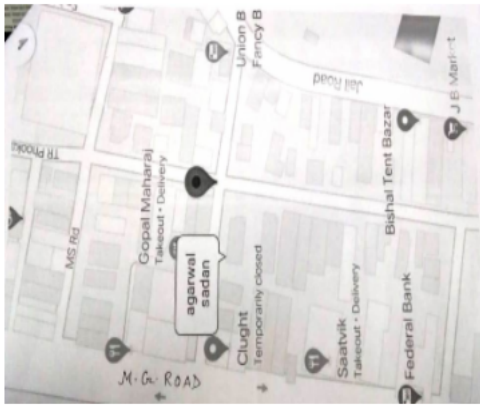 Union B
Fancy B
Jail Road
J B Market
TR Phooka
Gopal Maharaj
Takeout • Delivery
MS Rd
Bishal Tent Bazar
agarwal
sadan
Clught
Temporarily closed
Saatvik
Takeout • Delivery
Federal Bank
M.G. ROAD